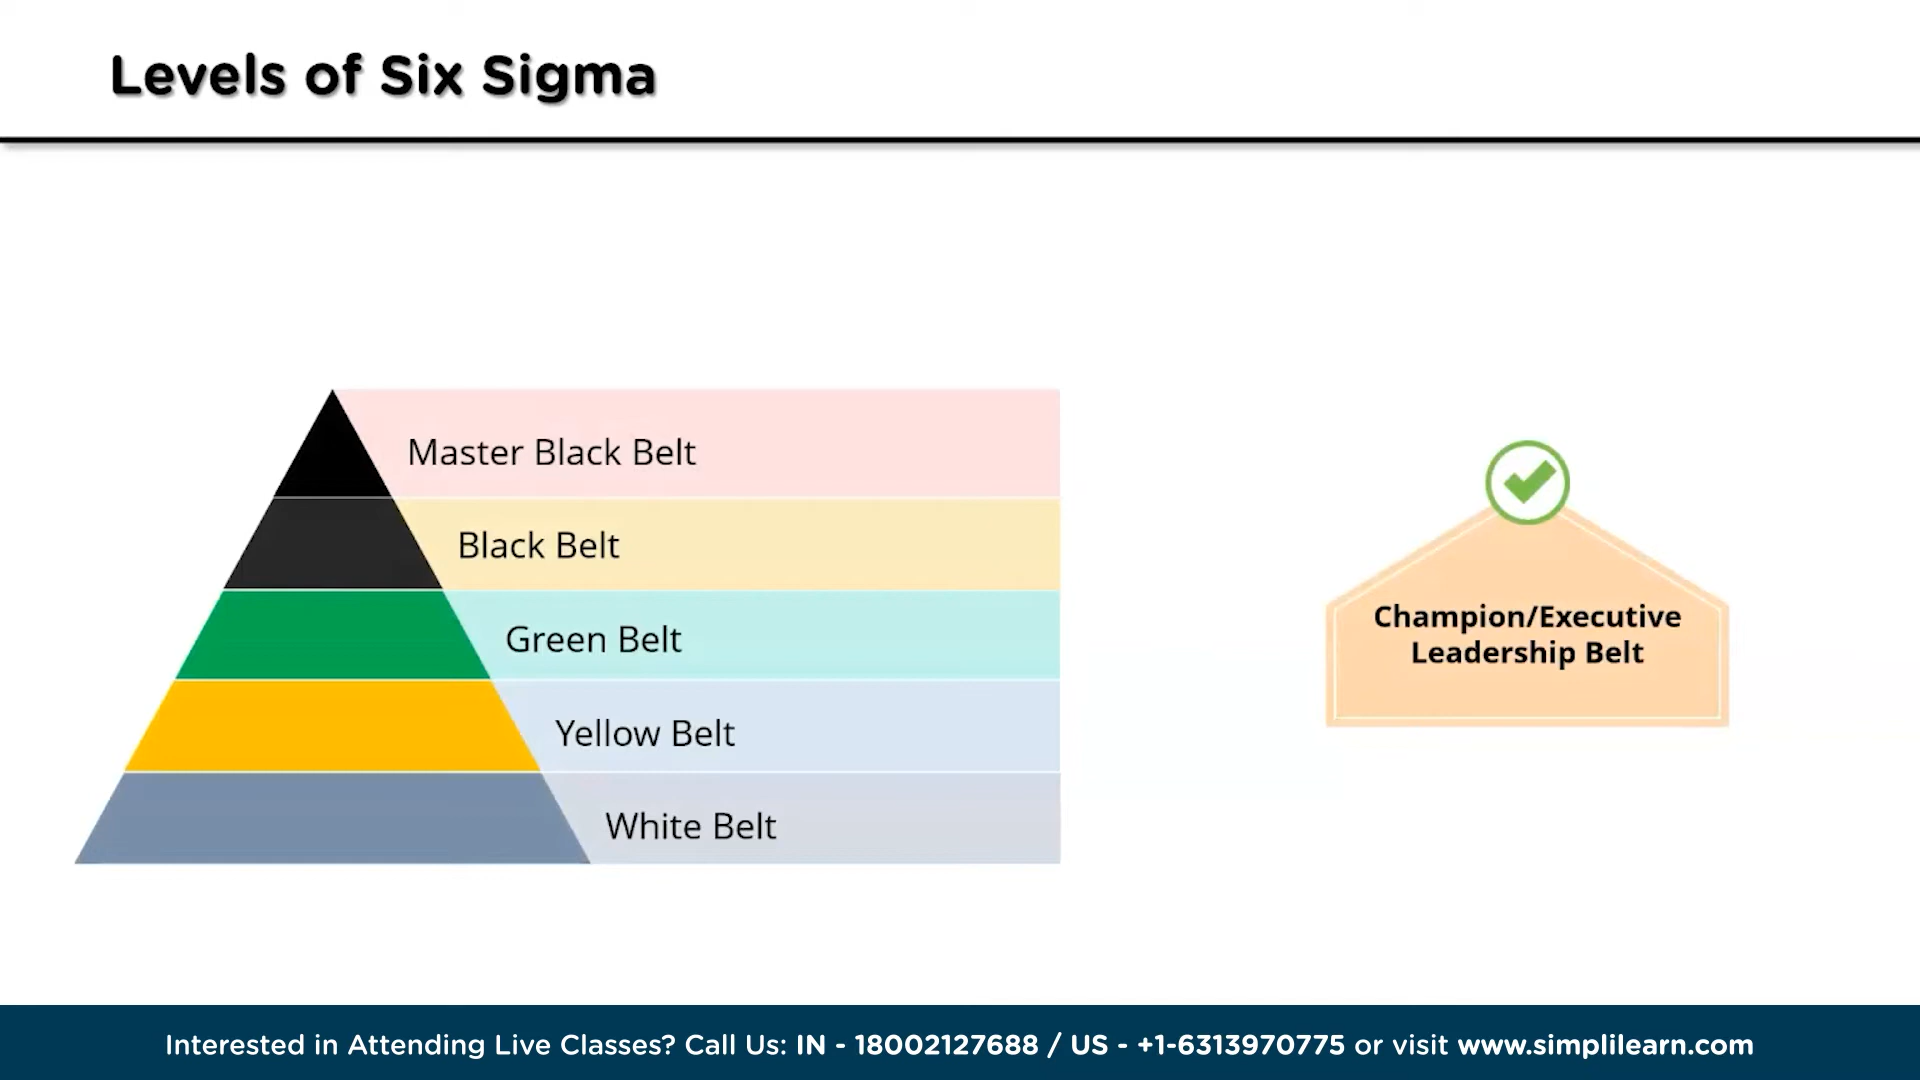 Levels of Six Sigma
Master Black Belt
Black Belt
Green Belt
Yellow Belt
White Belt
Champion/Executive
Leadership Belt
Interested in Attending Live Classes? Call Us: IN - 18002127688 / US - +1-6313970775 or visit www.simplilearn.com